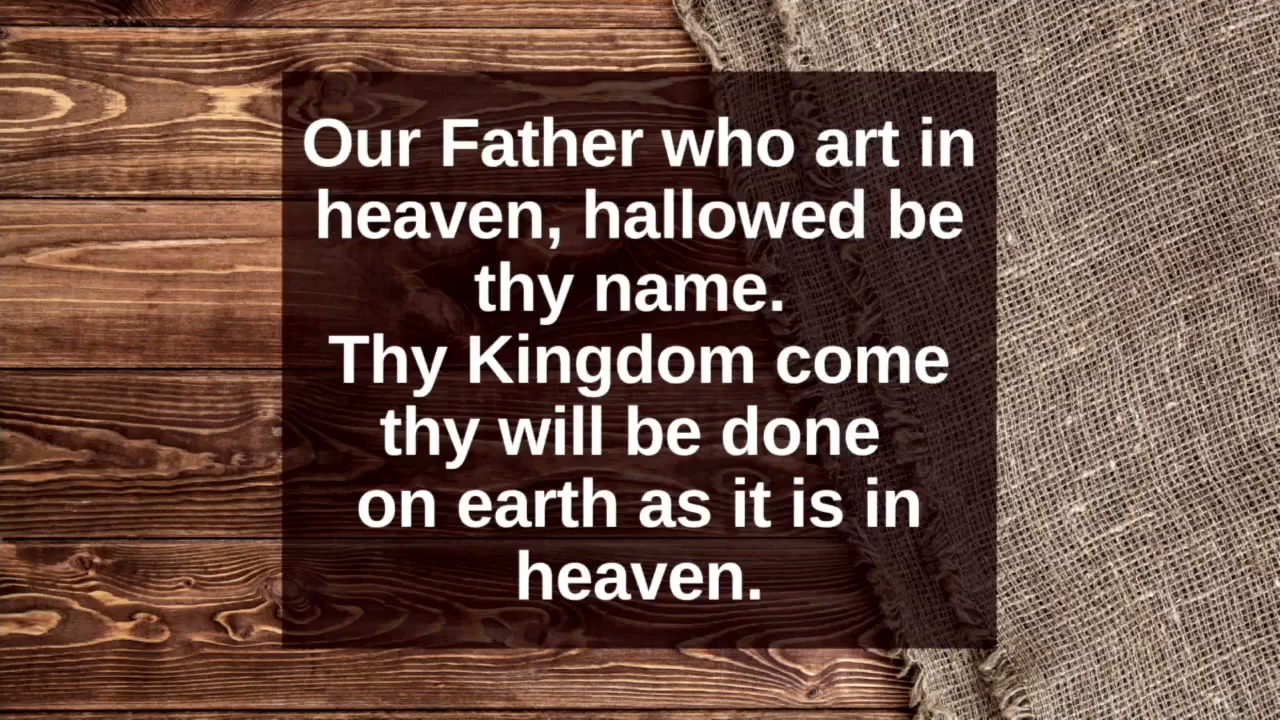 Our Father who art in
heaven, hallowed be
thy name.
Thy Kingdom come
thy will be done
on earth as it is in
heaven.